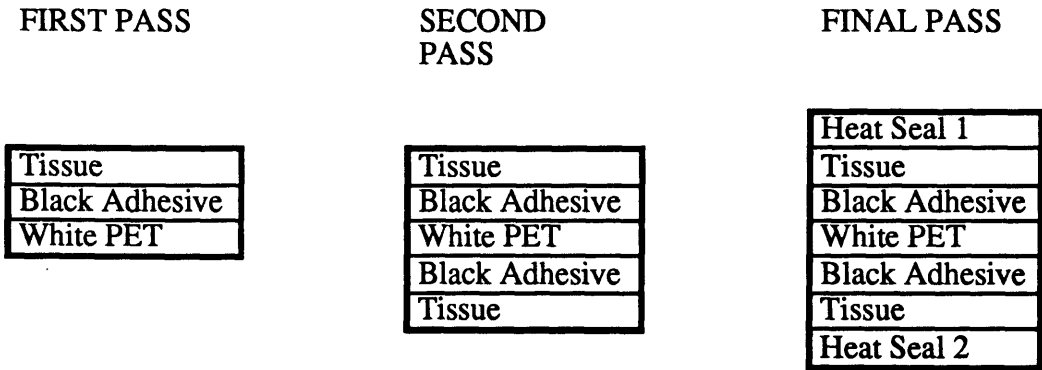 FIRST PASS
Tissue
Black Adhesive
White PET
SECOND
PASS
Tissue
Black Adhesive
White PET
Black Adhesive
Tissue
FINAL PASS
Heat Seal 1
Tissue
Black Adhesive
White PET
Black Adhesive
Tissue
Heat Seal 2